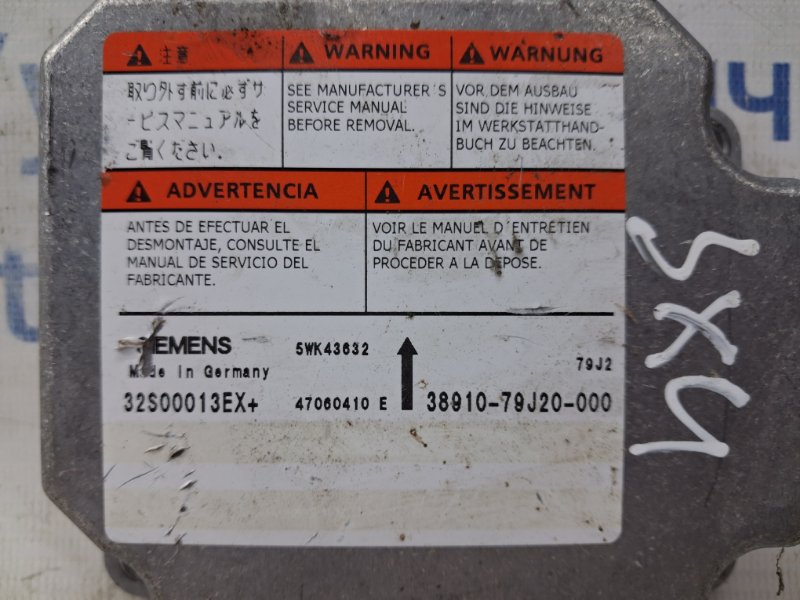 注意
取り外す前に必ずサ
ービスマニュアルを
ご覧ください.
WARNING
SEE MANUFACTURER'S
SERVICE MANUAL
BEFORE REMOVAL.
WARNUNG
VOR DEM AUSBAU
SIND DIE HINWEISE
IM WERKSTATTHAND-
BUCH ZU BEACHTEN.
ADVERTENCIA
ANTES DE EFECTUAR EL
DESMONTAJE, CONSULTE EL
MANUAL DE SERVICIO DEL
FABRICANTE.
AVERTISSEMENT
VOIR LE MANUEL D'ENTRETIEN
DU FABRICANT AVANT DE
PROCEDER A LA DEPOSE.
SIEMENS 5WK43632
79J2
Made in Germany
32S00013EX+ 47060410 E 38910-79J20-000
SX4